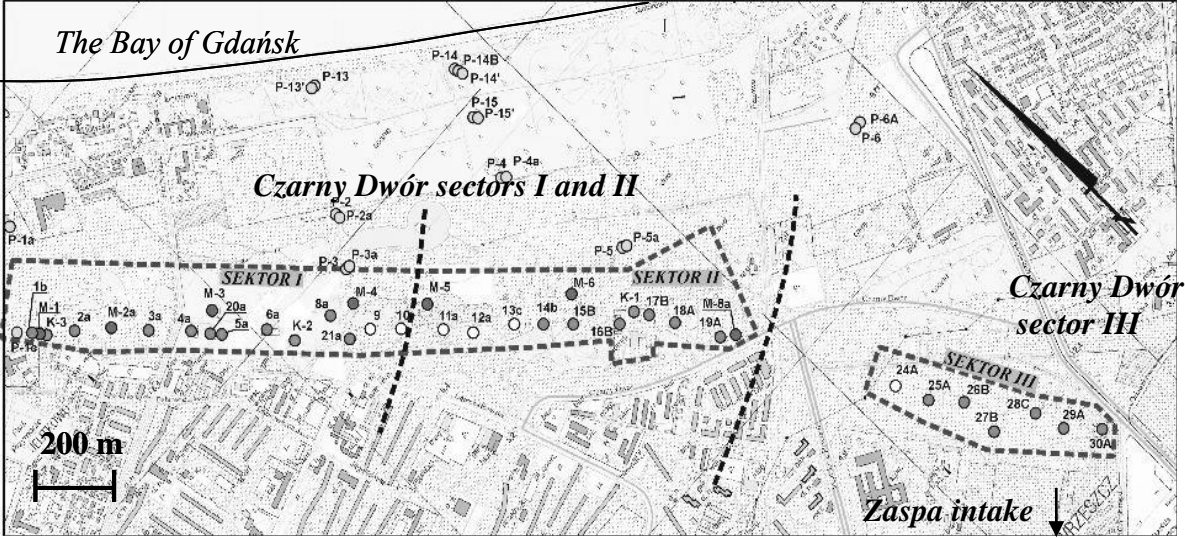 The Bay of Gdańsk
P-13
P-13'
P-14
P-14B
P-14'
P-15
P-15'
P-4
P-4a
P-6A
P-6
Czarny Dwór sectors I and II
P-2
P-2a
P-1a
P-3
P-3a
P-5
P-5a
SEKTOR I
SEKTOR II
Czarny Dwór
sector III
1b
M-1
K-3
2a
M-2a
3a
4a
M-3
20a
5a
6a
K-2
8a
M-4
21a
9
10
M-5
11a
12a
13c
14b
M-6
15B
16B
K-1
17B
18A
M-8a
19A
SEKTOR III
24A
25A
26B
27B
28C
29A
30A
200 m
Zaspa intake
RZESZCZ